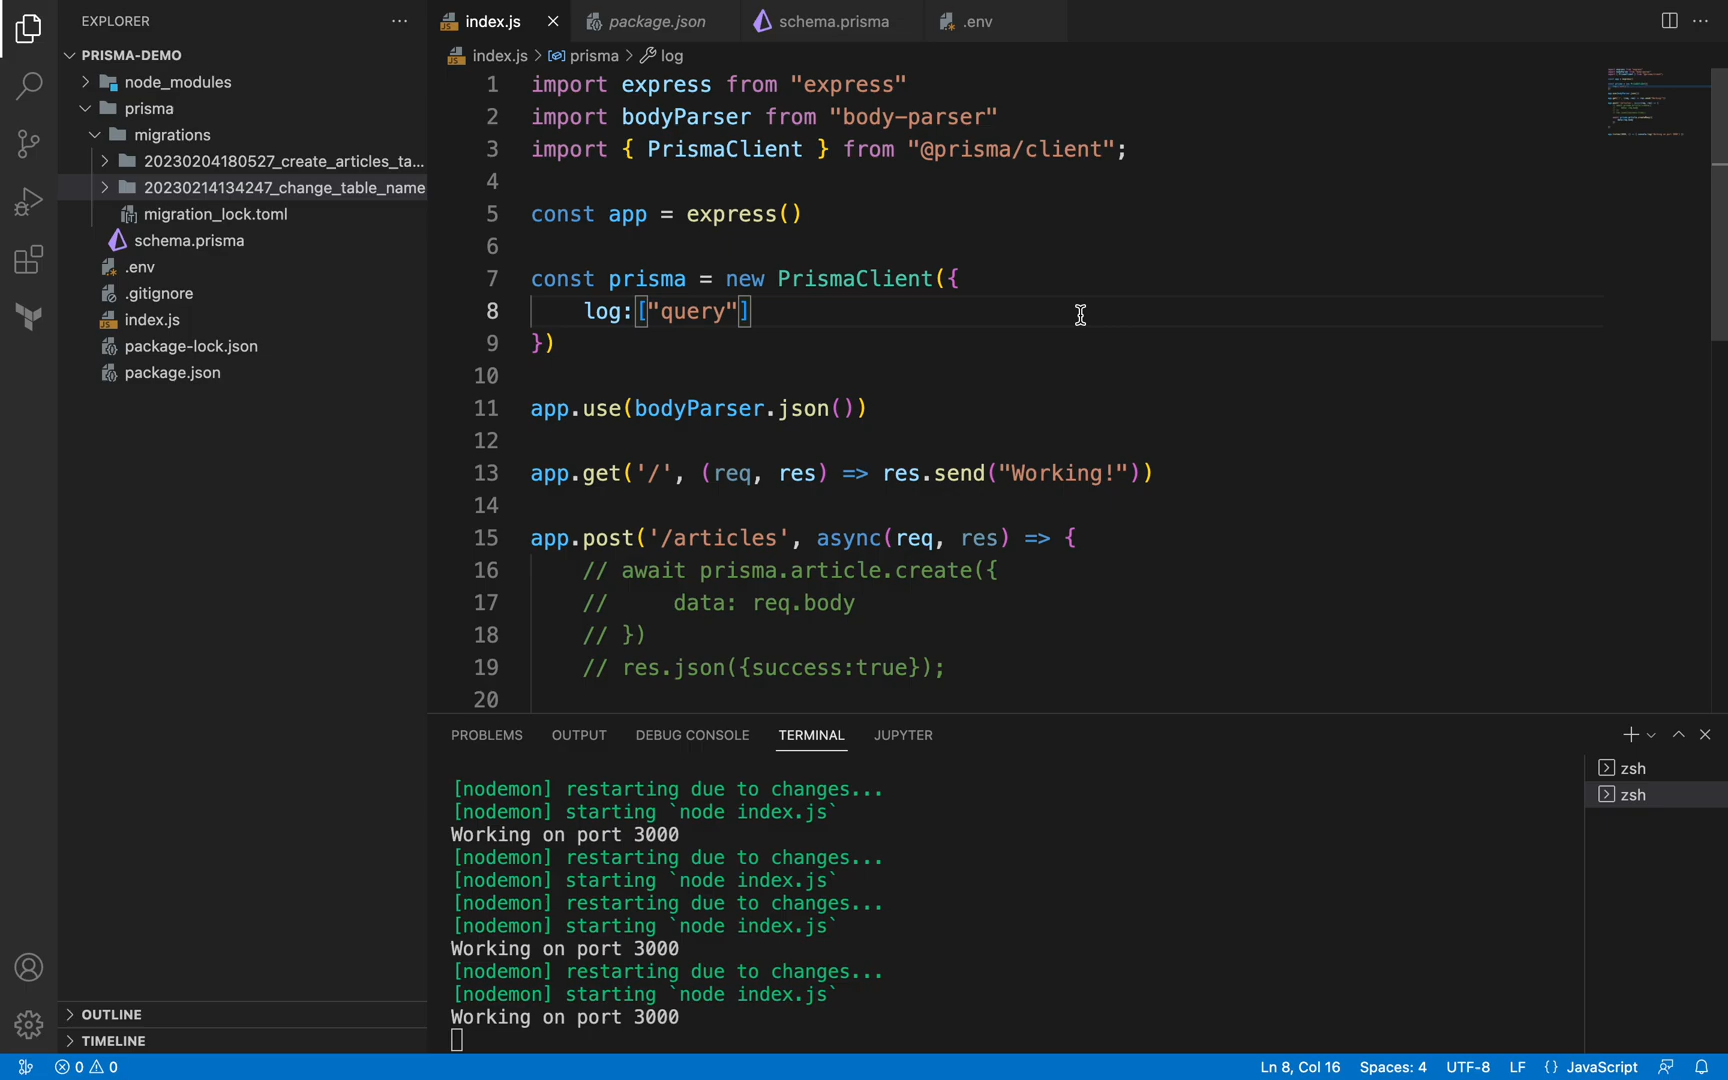 EXPLORER
PRISMA-DEMO
node_modules
prisma
migrations
20230204180527_create_articles_ta...
20230214134247_change_table_name
migration_lock.toml
schema.prisma
.env
.gitignore
index.js
package-lock.json
package.json
OUTLINE
TIMELINE
index.js package.json schema.prisma .env
index.js > prisma > log
1 import express from "express"
2 import bodyParser from "body-parser"
3 import { PrismaClient } from "@prisma/client";
4
5 const app = express()
6
7 const prisma = new PrismaClient({
8 log:["query"]
9 })
10
11 app.use(bodyParser.json())
12
13 app.get('/', (req, res) => res.send("Working!"))
14
15 app.post('/articles', async(req, res) => {
16 // await prisma.article.create({
17 // data: req.body
18 // })
19 // res.json({success:true});
20
PROBLEMS OUTPUT DEBUG CONSOLE TERMINAL JUPYTER
[nodemon] restarting due to changes...
[nodemon] starting `node index.js`
Working on port 3000
[nodemon] restarting due to changes...
[nodemon] starting `node index.js`
[nodemon] restarting due to changes...
[nodemon] starting `node index.js`
Working on port 3000
[nodemon] restarting due to changes...
[nodemon] starting `node index.js`
Working on port 3000
zsh
zsh
0 0 Ln 8, Col 16 Spaces: 4 UTF-8 LF {} JavaScript